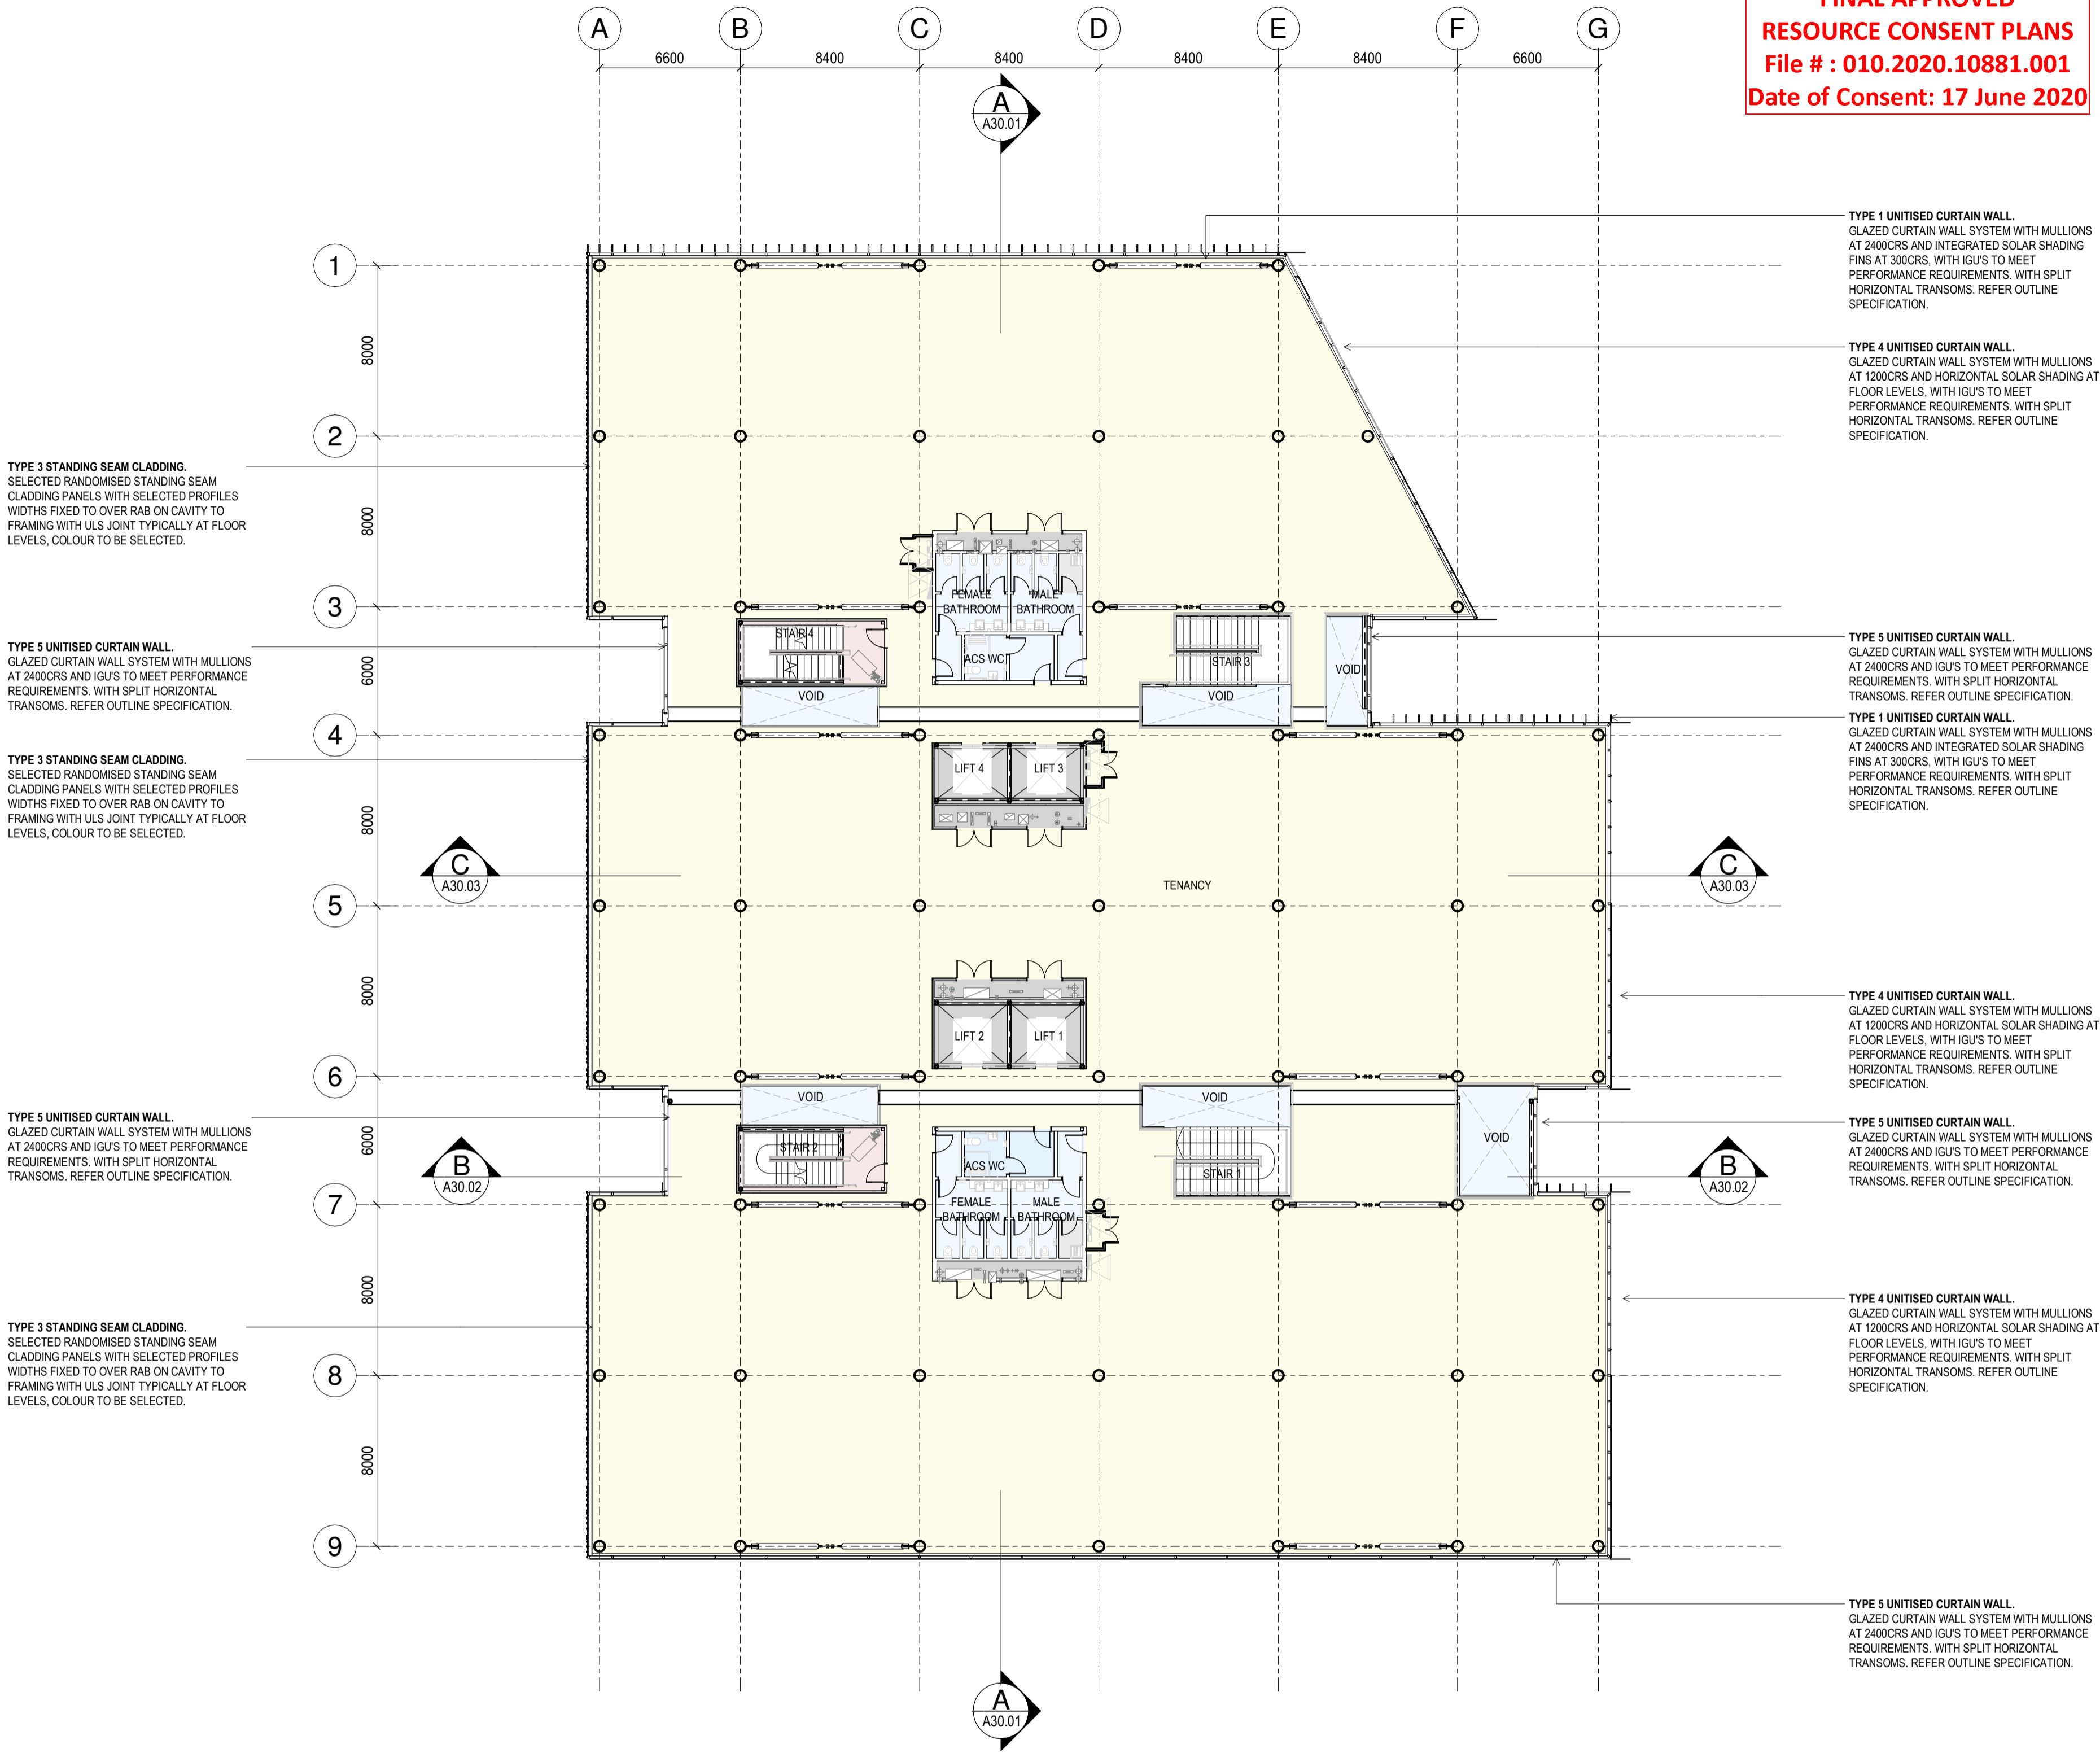 FINAL APPROVED
RESOURCE CONSENT PLANS
File # : 010.2020.10881.001
Date of Consent: 17 June 2020
A
B
C
D
E
F
G
6600
8400
8400
8400
8400
6600
A
A30.01
1
2
3
4
5
6
7
8
9
8000
8000
6000
8000
8000
6000
8000
8000
TYPE 3 STANDING SEAM CLADDING.
SELECTED RANDOMISED STANDING SEAM
CLADDING PANELS WITH SELECTED PROFILES
WIDTHS FIXED TO OVER RAB ON CAVITY TO
FRAMING WITH ULS JOINT TYPICALLY AT FLOOR
LEVELS, COLOUR TO BE SELECTED.
TYPE 5 UNITISED CURTAIN WALL.
GLAZED CURTAIN WALL SYSTEM WITH MULLIONS
AT 2400CRS AND IGU'S TO MEET PERFORMANCE
REQUIREMENTS. WITH SPLIT HORIZONTAL
TRANSOMS. REFER OUTLINE SPECIFICATION.
TYPE 3 STANDING SEAM CLADDING.
SELECTED RANDOMISED STANDING SEAM
CLADDING PANELS WITH SELECTED PROFILES
WIDTHS FIXED TO OVER RAB ON CAVITY TO
FRAMING WITH ULS JOINT TYPICALLY AT FLOOR
LEVELS, COLOUR TO BE SELECTED.
C
A30.03
TYPE 5 UNITISED CURTAIN WALL.
GLAZED CURTAIN WALL SYSTEM WITH MULLIONS
AT 2400CRS AND IGU'S TO MEET PERFORMANCE
REQUIREMENTS. WITH SPLIT HORIZONTAL
TRANSOMS. REFER OUTLINE SPECIFICATION.
B
A30.02
TYPE 3 STANDING SEAM CLADDING.
SELECTED RANDOMISED STANDING SEAM
CLADDING PANELS WITH SELECTED PROFILES
WIDTHS FIXED TO OVER RAB ON CAVITY TO
FRAMING WITH ULS JOINT TYPICALLY AT FLOOR
LEVELS, COLOUR TO BE SELECTED.
FEMALE
BATHROOM
MALE
BATHROOM
STAIR 4
ACS WC
STAIR 3
VOID
VOID
VOID
LIFT 4
LIFT 3
TENANCY
LIFT 2
LIFT 1
VOID
VOID
VOID
STAIR 2
ACS WC
STAIR 1
FEMALE
BATHROOM
MALE
BATHROOM
A
A30.01
TYPE 1 UNITISED CURTAIN WALL.
GLAZED CURTAIN WALL SYSTEM WITH MULLIONS
AT 2400CRS AND INTEGRATED SOLAR SHADING
FINS AT 300CRS, WITH IGU'S TO MEET
PERFORMANCE REQUIREMENTS. WITH SPLIT
HORIZONTAL TRANSOMS. REFER OUTLINE
SPECIFICATION.
TYPE 4 UNITISED CURTAIN WALL.
GLAZED CURTAIN WALL SYSTEM WITH MULLIONS
AT 1200CRS AND HORIZONTAL SOLAR SHADING AT
FLOOR LEVELS, WITH IGU'S TO MEET
PERFORMANCE REQUIREMENTS. WITH SPLIT
HORIZONTAL TRANSOMS. REFER OUTLINE
SPECIFICATION.
TYPE 5 UNITISED CURTAIN WALL.
GLAZED CURTAIN WALL SYSTEM WITH MULLIONS
AT 2400CRS AND IGU'S TO MEET PERFORMANCE
REQUIREMENTS. WITH SPLIT HORIZONTAL
TRANSOMS. REFER OUTLINE SPECIFICATION.
TYPE 1 UNITISED CURTAIN WALL.
GLAZED CURTAIN WALL SYSTEM WITH MULLIONS
AT 2400CRS AND INTEGRATED SOLAR SHADING
FINS AT 300CRS, WITH IGU'S TO MEET
PERFORMANCE REQUIREMENTS. WITH SPLIT
HORIZONTAL TRANSOMS. REFER OUTLINE
SPECIFICATION.
C
A30.03
TYPE 4 UNITISED CURTAIN WALL.
GLAZED CURTAIN WALL SYSTEM WITH MULLIONS
AT 1200CRS AND HORIZONTAL SOLAR SHADING AT
FLOOR LEVELS, WITH IGU'S TO MEET
PERFORMANCE REQUIREMENTS. WITH SPLIT
HORIZONTAL TRANSOMS. REFER OUTLINE
SPECIFICATION.
TYPE 5 UNITISED CURTAIN WALL.
GLAZED CURTAIN WALL SYSTEM WITH MULLIONS
AT 2400CRS AND IGU'S TO MEET PERFORMANCE
REQUIREMENTS. WITH SPLIT HORIZONTAL
TRANSOMS. REFER OUTLINE SPECIFICATION.
B
A30.02
TYPE 4 UNITISED CURTAIN WALL.
GLAZED CURTAIN WALL SYSTEM WITH MULLIONS
AT 1200CRS AND HORIZONTAL SOLAR SHADING AT
FLOOR LEVELS, WITH IGU'S TO MEET
PERFORMANCE REQUIREMENTS. WITH SPLIT
HORIZONTAL TRANSOMS. REFER OUTLINE
SPECIFICATION.
TYPE 5 UNITISED CURTAIN WALL.
GLAZED CURTAIN WALL SYSTEM WITH MULLIONS
AT 2400CRS AND IGU'S TO MEET PERFORMANCE
REQUIREMENTS. WITH SPLIT HORIZONTAL
TRANSOMS. REFER OUTLINE SPECIFICATION.